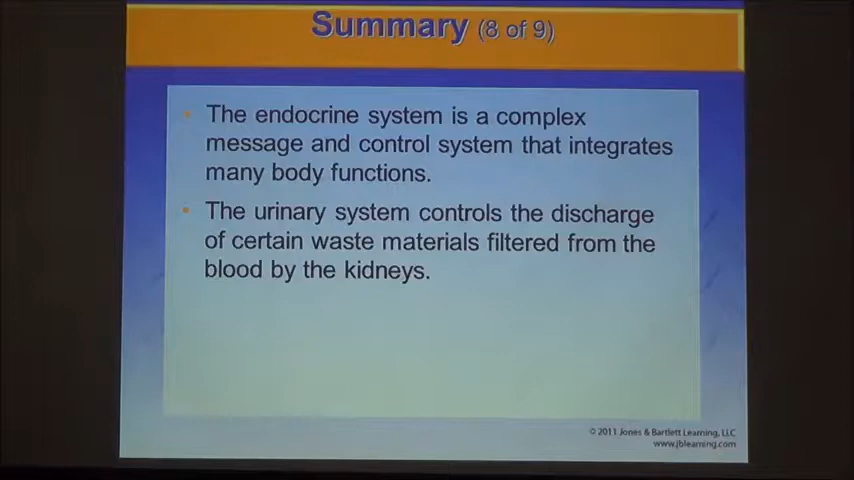 Summary (8 of 9)
• The endocrine system is a complex
message and control system that integrates
many body functions.
• The urinary system controls the discharge
of certain waste materials filtered from the
blood by the kidneys.
© 2011 Jones & Bartlett Learning, LLC
www.jblearning.com